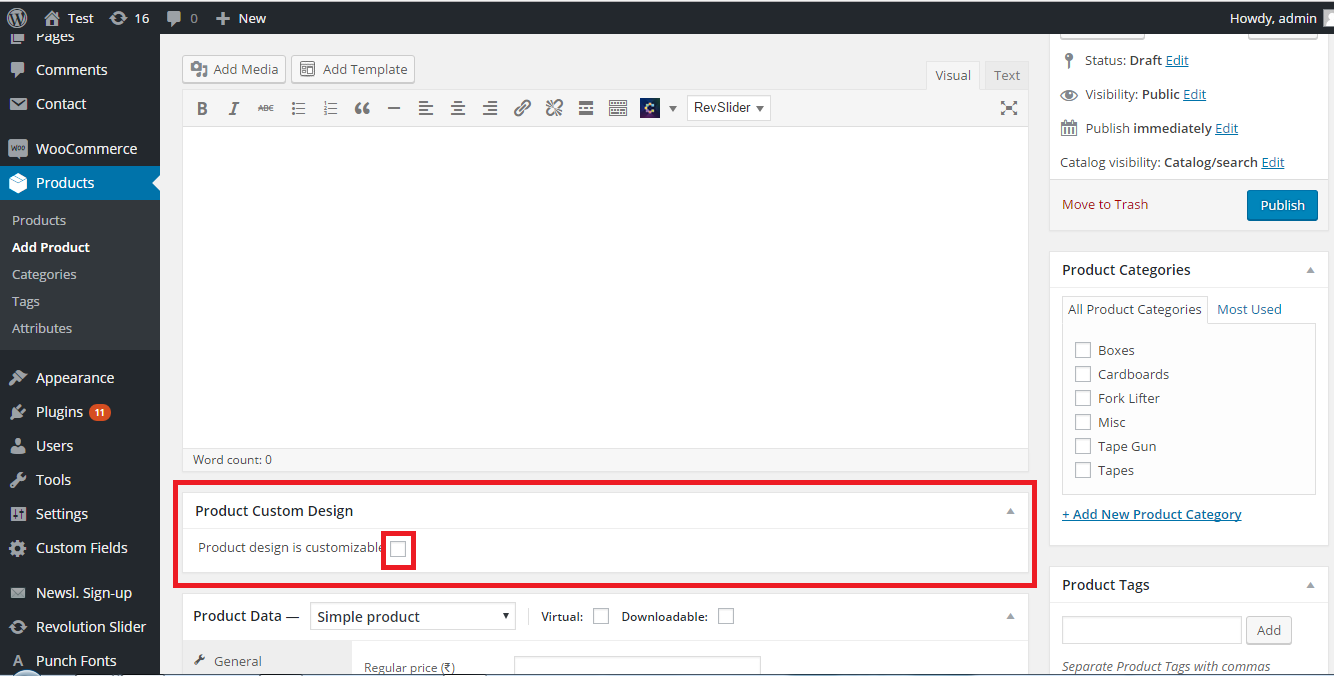 Test 16 0 New Howdy, admin
Pages
Comments
Contact
WooCommerce
Products
Products
Add Product
Categories
Tags
Attributes
Appearance
Plugins 11
Users
Tools
Settings
Custom Fields
Newsl. Sign-up
Revolution Slider
Punch Fonts
Add Media Add Template
Visual Text
B I ABC RevSlider
Word count: 0
Product Custom Design
Product design is customizable
Product Data — Simple product Virtual: Downloadable:
General
Regular price (₹)
Status: Draft Edit
Visibility: Public Edit
Publish immediately Edit
Catalog visibility: Catalog/search Edit
Move to Trash Publish
Product Categories
All Product Categories Most Used
Boxes
Cardboards
Fork Lifter
Misc
Tape Gun
Tapes
+ Add New Product Category
Product Tags
Add
Separate Product Tags with commas